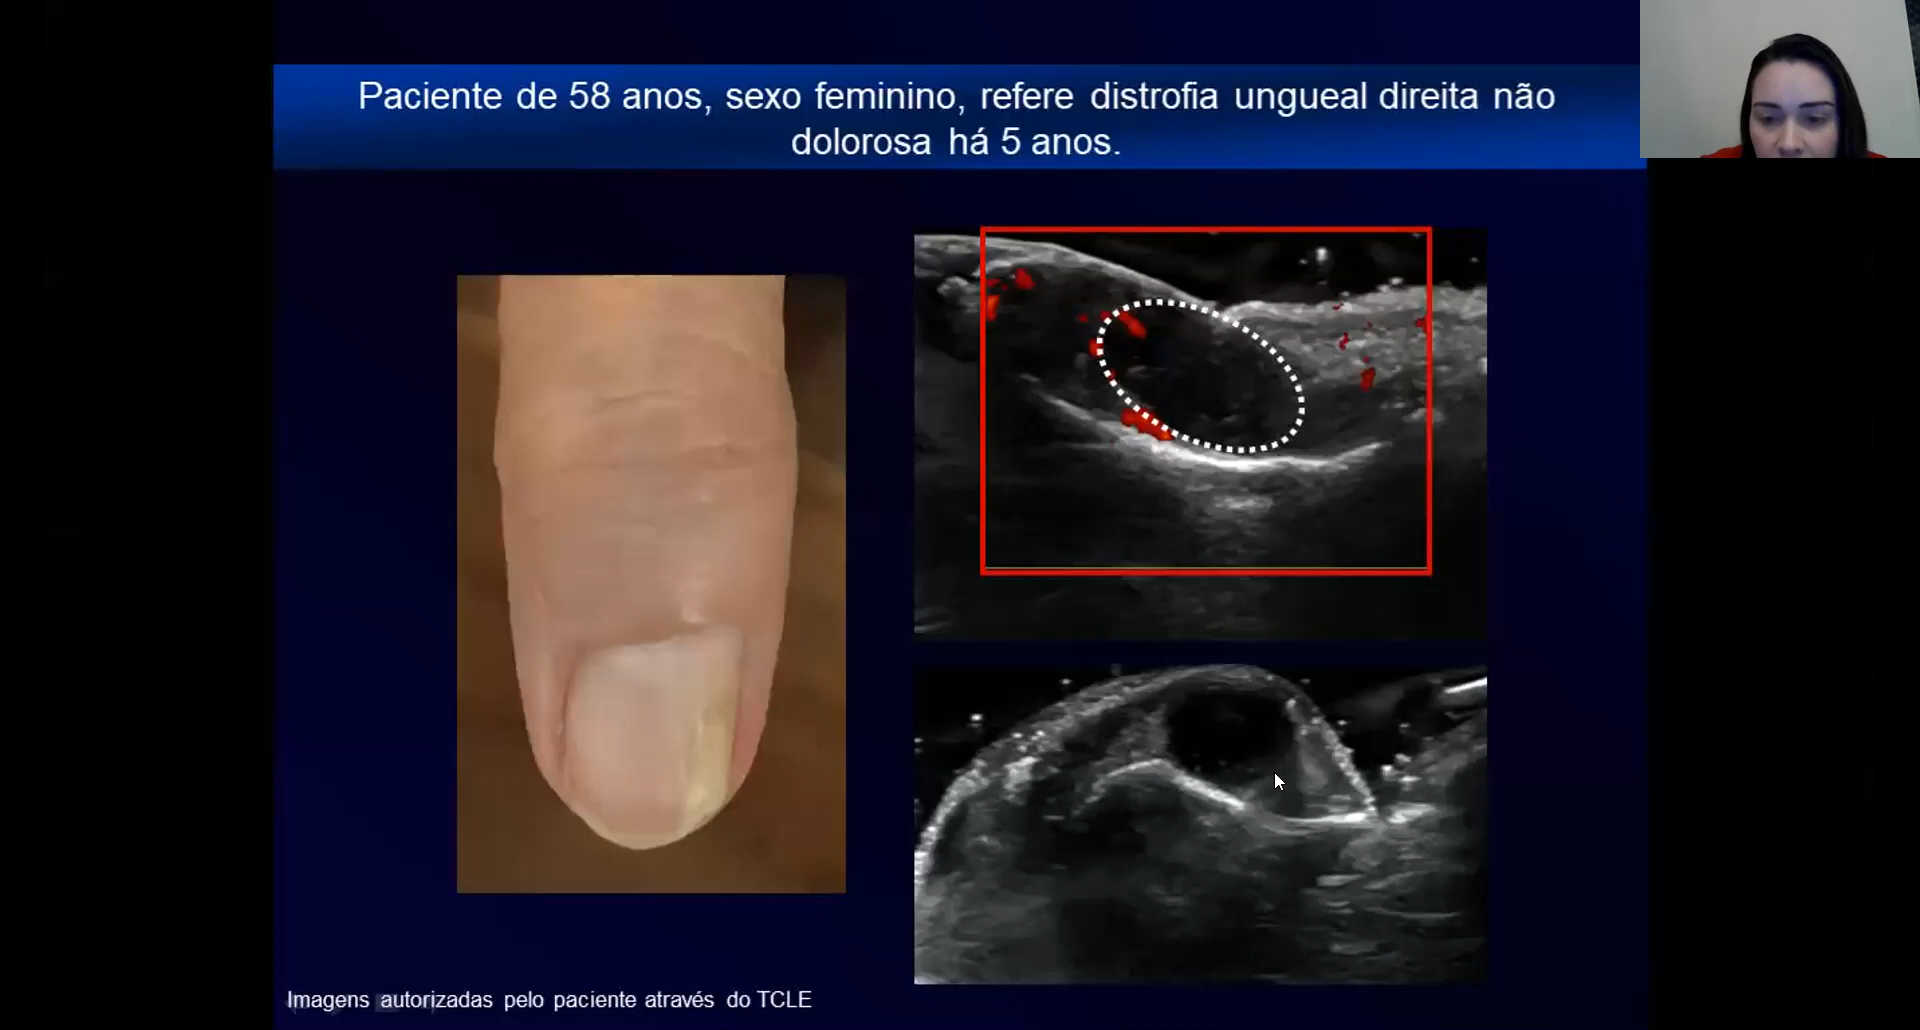 Paciente de 58 anos, sexo feminino, refere distrofia ungueal direita não
dolorosa há 5 anos.
Imagens autorizadas pelo paciente através do TCLE